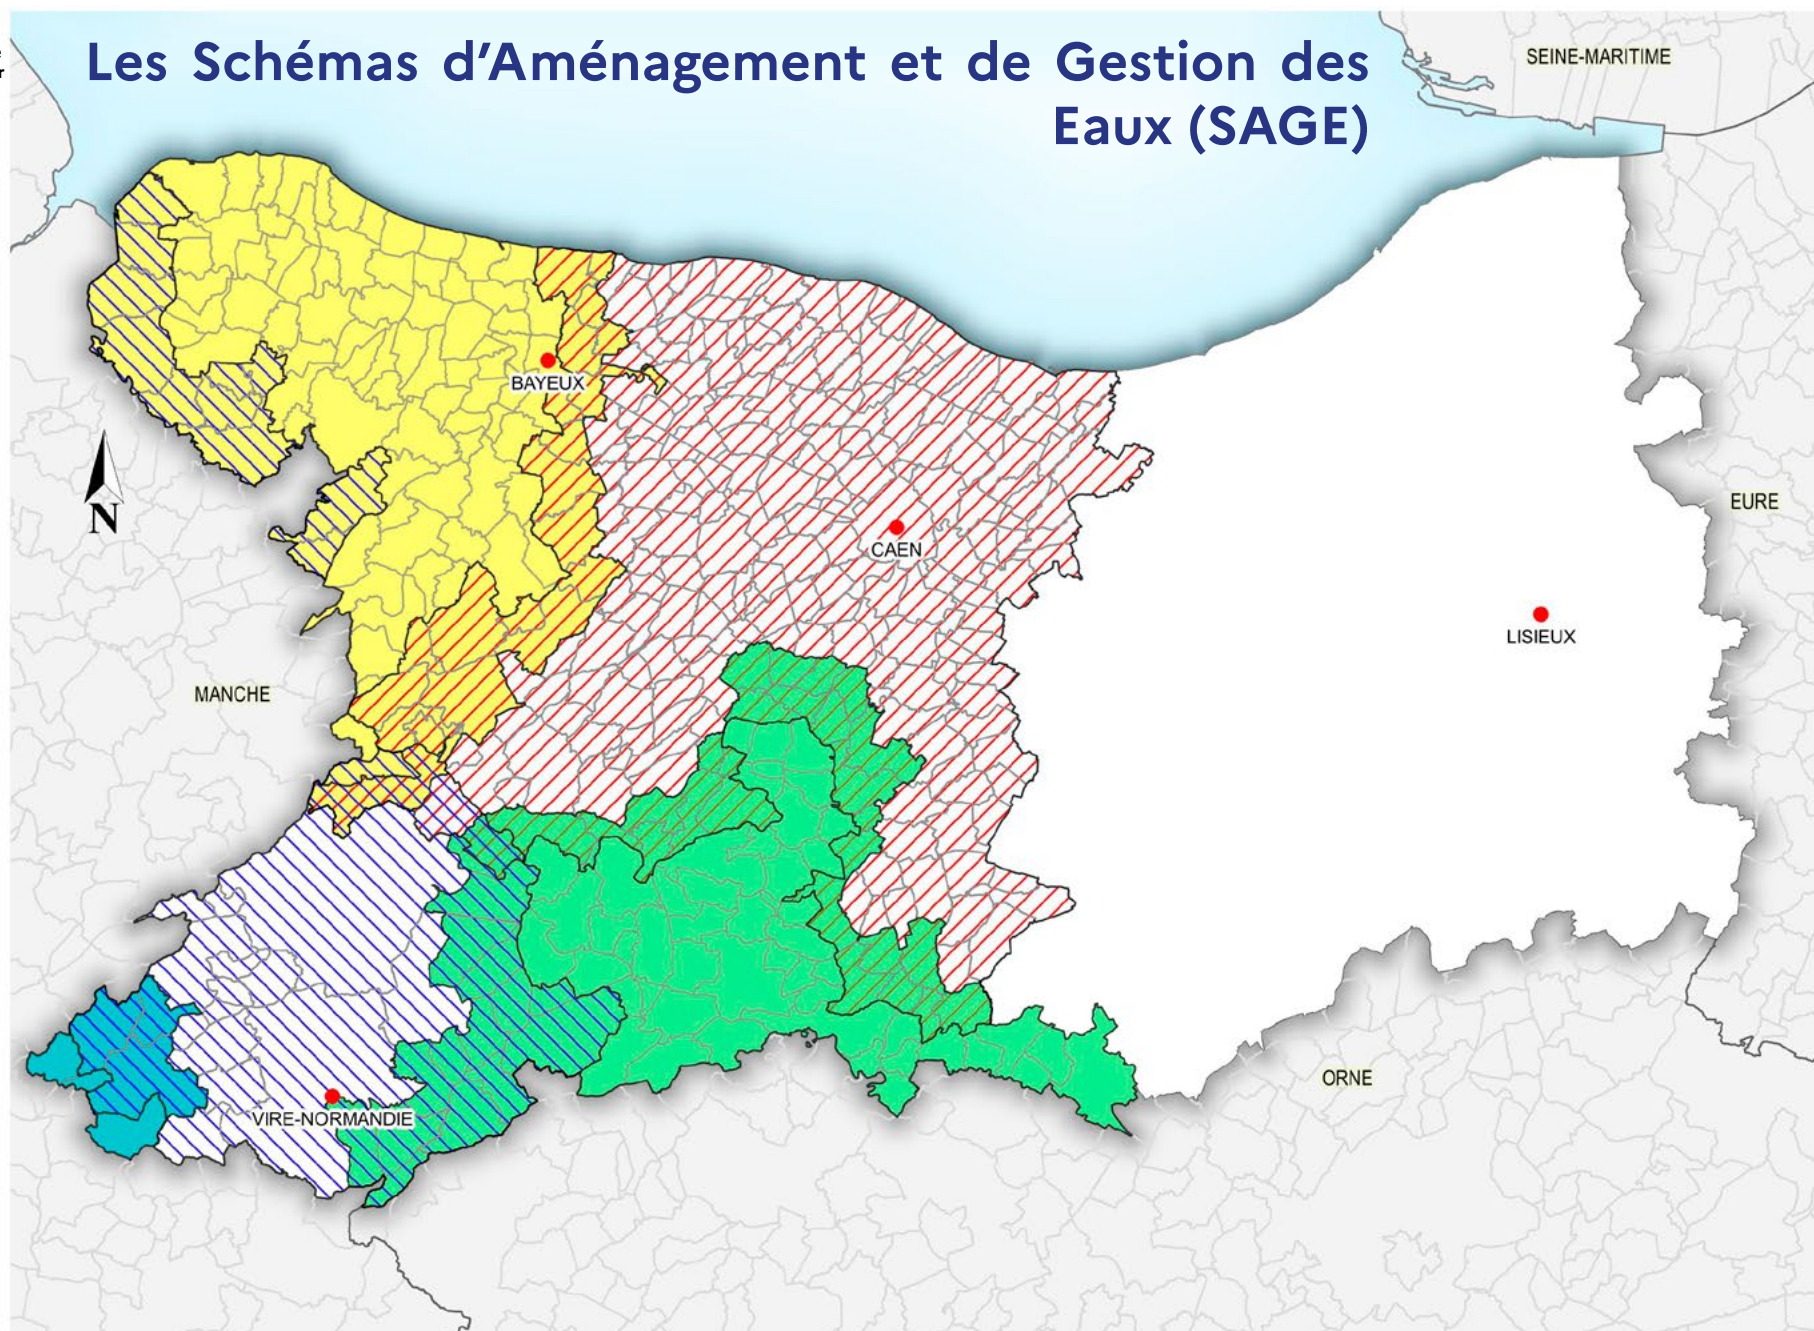 Les Schémas d'Aménagement et de Gestion des
Eaux (SAGE)
SEINE-MARITIME
BAYEUX
N
EURE
CAEN
LISIEUX
MANCHE
ORNE
VIRE-NORMANDIE